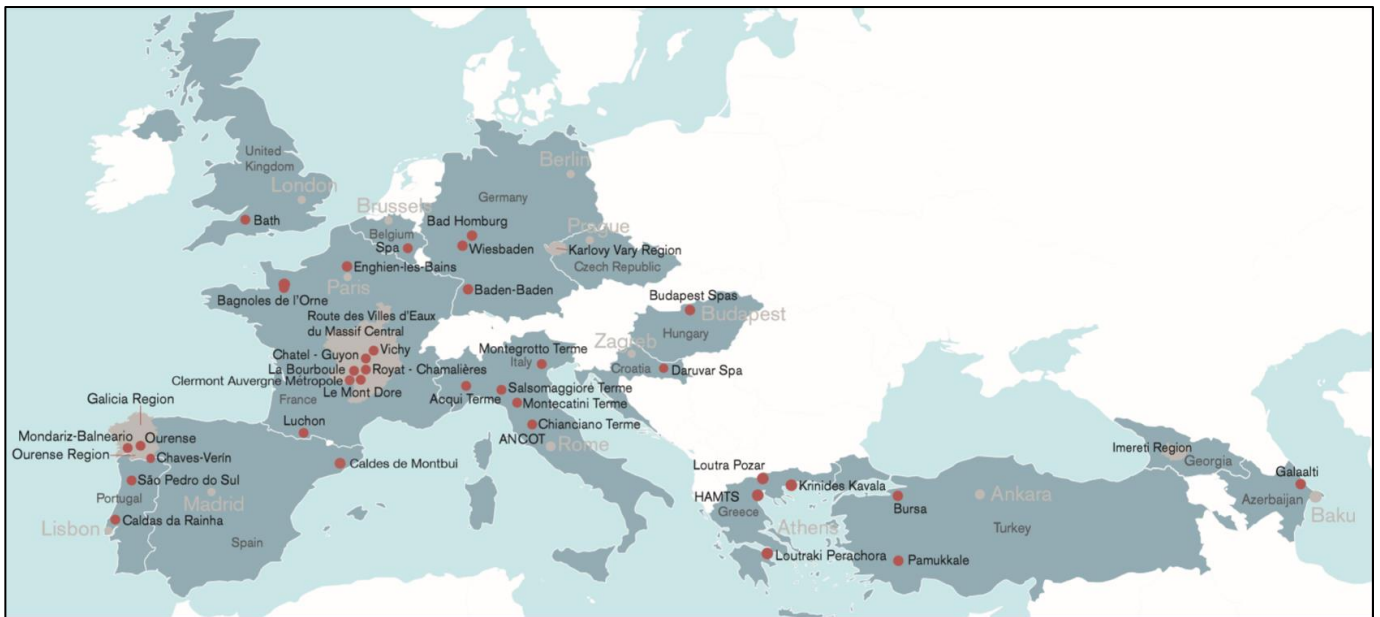 United
Kingdom
London
Bath
Berlin
Germany
Brussels
Belgium
Spa
Bad Homburg
Wiesbaden
Prague
Karlovy Vary Region
Czech Republic
Enghien-les-Bains
Paris
Bagnoles de l'Orne
Baden-Baden
Route des Villes d'Eaux
du Massif Central
Vichy
Chatel - Guyon
La Bourboule
Royat - Chamalières
Clermont Auvergne Métropole
Le Mont Dore
France
Luchon
Budapest Spas
Budapest
Hungary
Zagreb
Croatia
Daruvar Spa
Montegrotto Terme
Italy
Acqui Terme
Salsomaggiore Terme
Montecatini Terme
Chianciano Terme
ANCOT
Rome
Galicia Region
Mondariz-Balneario
Ourense
Ourense Region
Chaves-Verín
São Pedro do Sul
Portugal
Madrid
Lisbon
Caldas da Rainha
Spain
Caldes de Montbui
Loutra Pozar
Krinides Kavala
HAMTS
Greece
Athens
Loutraki Perachora
Bursa
Ankara
Turkey
Pamukkale
Imereti Region
Georgia
Galaalti
Azerbaijan
Baku